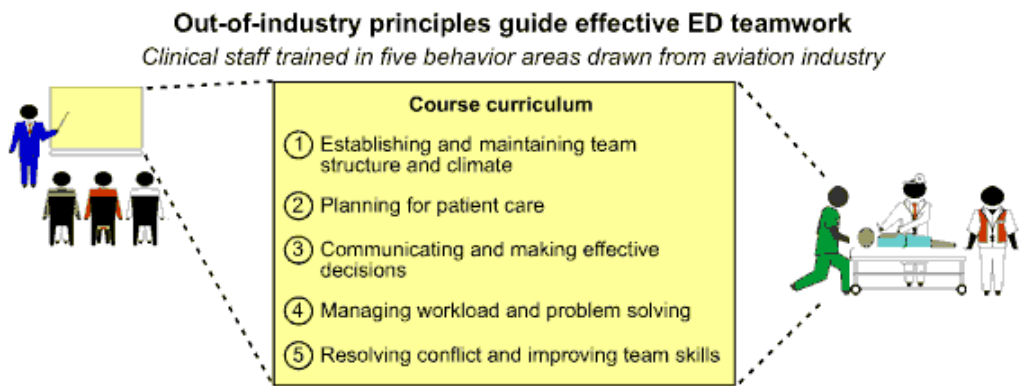 Out-of-industry principles guide effective ED teamwork
Clinical staff trained in five behavior areas drawn from aviation industry
Course curriculum
1 Establishing and maintaining team
structure and climate
2 Planning for patient care
3 Communicating and making effective
decisions
4 Managing workload and problem solving
5 Resolving conflict and improving team skills